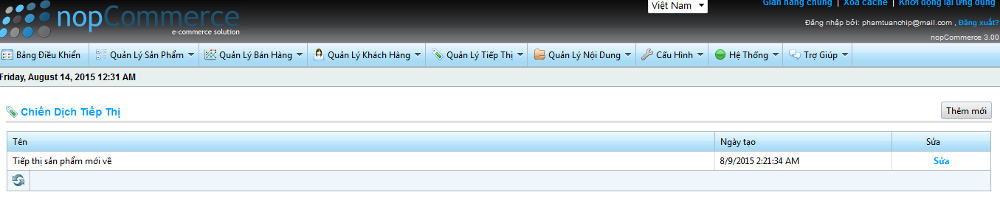 nopCommerce
e-commerce solution
Việt Nam
Gian hàng chung | Xóa cache | Khởi động lại ứng dụng
Đăng nhập bởi: phamtuanchip@mail.com , Đăng xuất?
nopCommerce 3.00
Bảng Điều Khiển Quản Lý Sản Phẩm Quản Lý Bán Hàng Quản Lý Khách Hàng Quản Lý Tiếp Thị Quản Lý Nội Dung Cấu Hình Hệ Thống Trợ Giúp
Friday, August 14, 2015 12:31 AM
Chiến Dịch Tiếp Thị
Thêm mới
Tên Ngày tạo Sửa
Tiếp thị sản phẩm mới về 8/9/2015 2:21:34 AM Sửa